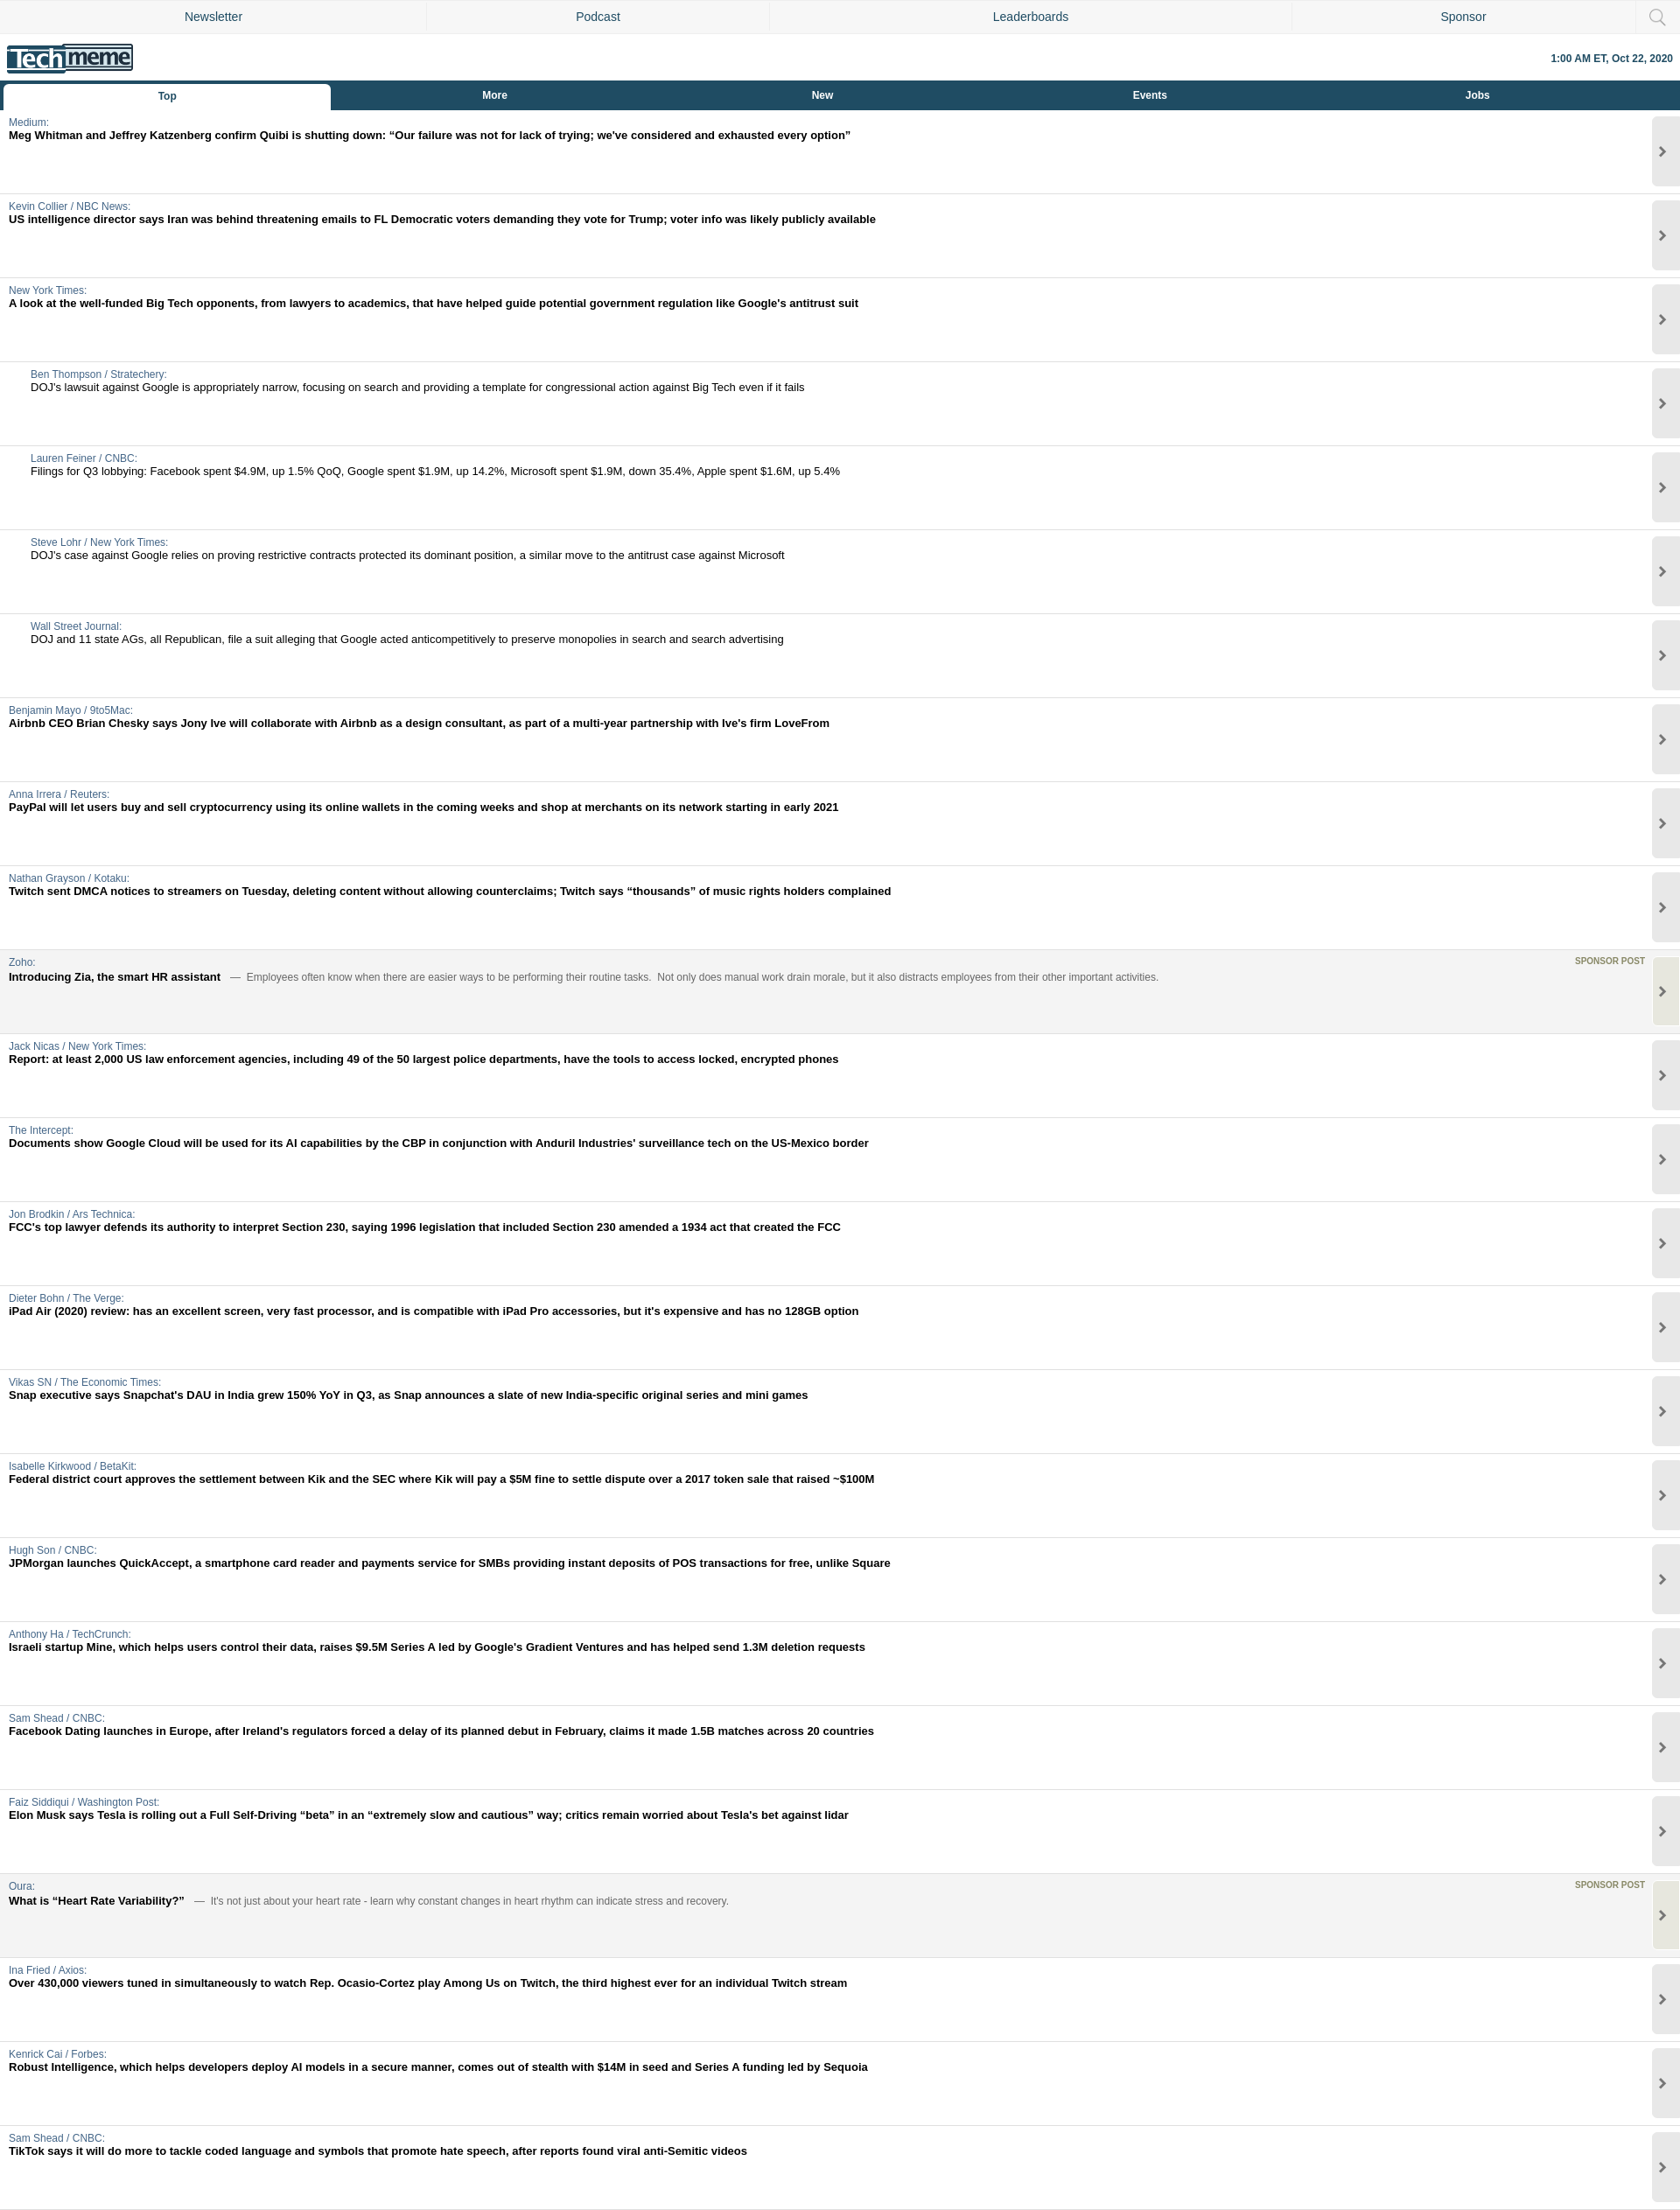 Newsletter Podcast Leaderboards Sponsor
Techmeme 1:00 AM ET, Oct 22, 2020
Top More New Events Jobs
Medium:
Meg Whitman and Jeffrey Katzenberg confirm Quibi is shutting down: “Our failure was not for lack of trying; we've considered and exhausted every option”
Kevin Collier / NBC News:
US intelligence director says Iran was behind threatening emails to FL Democratic voters demanding they vote for Trump; voter info was likely publicly available
New York Times:
A look at the well-funded Big Tech opponents, from lawyers to academics, that have helped guide potential government regulation like Google's antitrust suit
Ben Thompson / Stratechery:
DOJ's lawsuit against Google is appropriately narrow, focusing on search and providing a template for congressional action against Big Tech even if it fails
Lauren Feiner / CNBC:
Filings for Q3 lobbying: Facebook spent $4.9M, up 1.5% QoQ, Google spent $1.9M, up 14.2%, Microsoft spent $1.9M, down 35.4%, Apple spent $1.6M, up 5.4%
Steve Lohr / New York Times:
DOJ's case against Google relies on proving restrictive contracts protected its dominant position, a similar move to the antitrust case against Microsoft
Wall Street Journal:
DOJ and 11 state AGs, all Republican, file a suit alleging that Google acted anticompetitively to preserve monopolies in search and search advertising
Benjamin Mayo / 9to5Mac:
Airbnb CEO Brian Chesky says Jony Ive will collaborate with Airbnb as a design consultant, as part of a multi-year partnership with Ive's firm LoveFrom
Anna Irrera / Reuters:
PayPal will let users buy and sell cryptocurrency using its online wallets in the coming weeks and shop at merchants on its network starting in early 2021
Nathan Grayson / Kotaku:
Twitch sent DMCA notices to streamers on Tuesday, deleting content without allowing counterclaims; Twitch says “thousands” of music rights holders complained
Zoho: SPONSOR POST
Introducing Zia, the smart HR assistant — Employees often know when there are easier ways to be performing their routine tasks. Not only does manual work drain morale, but it also distracts employees from their other important activities.
Jack Nicas / New York Times:
Report: at least 2,000 US law enforcement agencies, including 49 of the 50 largest police departments, have the tools to access locked, encrypted phones
The Intercept:
Documents show Google Cloud will be used for its AI capabilities by the CBP in conjunction with Anduril Industries' surveillance tech on the US-Mexico border
Jon Brodkin / Ars Technica:
FCC's top lawyer defends its authority to interpret Section 230, saying 1996 legislation that included Section 230 amended a 1934 act that created the FCC
Dieter Bohn / The Verge:
iPad Air (2020) review: has an excellent screen, very fast processor, and is compatible with iPad Pro accessories, but it's expensive and has no 128GB option
Vikas SN / The Economic Times:
Snap executive says Snapchat's DAU in India grew 150% YoY in Q3, as Snap announces a slate of new India-specific original series and mini games
Isabelle Kirkwood / BetaKit:
Federal district court approves the settlement between Kik and the SEC where Kik will pay a $5M fine to settle dispute over a 2017 token sale that raised ~$100M
Hugh Son / CNBC:
JPMorgan launches QuickAccept, a smartphone card reader and payments service for SMBs providing instant deposits of POS transactions for free, unlike Square
Anthony Ha / TechCrunch:
Israeli startup Mine, which helps users control their data, raises $9.5M Series A led by Google's Gradient Ventures and has helped send 1.3M deletion requests
Sam Shead / CNBC:
Facebook Dating launches in Europe, after Ireland's regulators forced a delay of its planned debut in February, claims it made 1.5B matches across 20 countries
Faiz Siddiqui / Washington Post:
Elon Musk says Tesla is rolling out a Full Self-Driving “beta” in an “extremely slow and cautious” way; critics remain worried about Tesla's bet against lidar
Oura: SPONSOR POST
What is “Heart Rate Variability?” — It's not just about your heart rate - learn why constant changes in heart rhythm can indicate stress and recovery.
Ina Fried / Axios:
Over 430,000 viewers tuned in simultaneously to watch Rep. Ocasio-Cortez play Among Us on Twitch, the third highest ever for an individual Twitch stream
Kenrick Cai / Forbes:
Robust Intelligence, which helps developers deploy AI models in a secure manner, comes out of stealth with $14M in seed and Series A funding led by Sequoia
Sam Shead / CNBC:
TikTok says it will do more to tackle coded language and symbols that promote hate speech, after reports found viral anti-Semitic videos